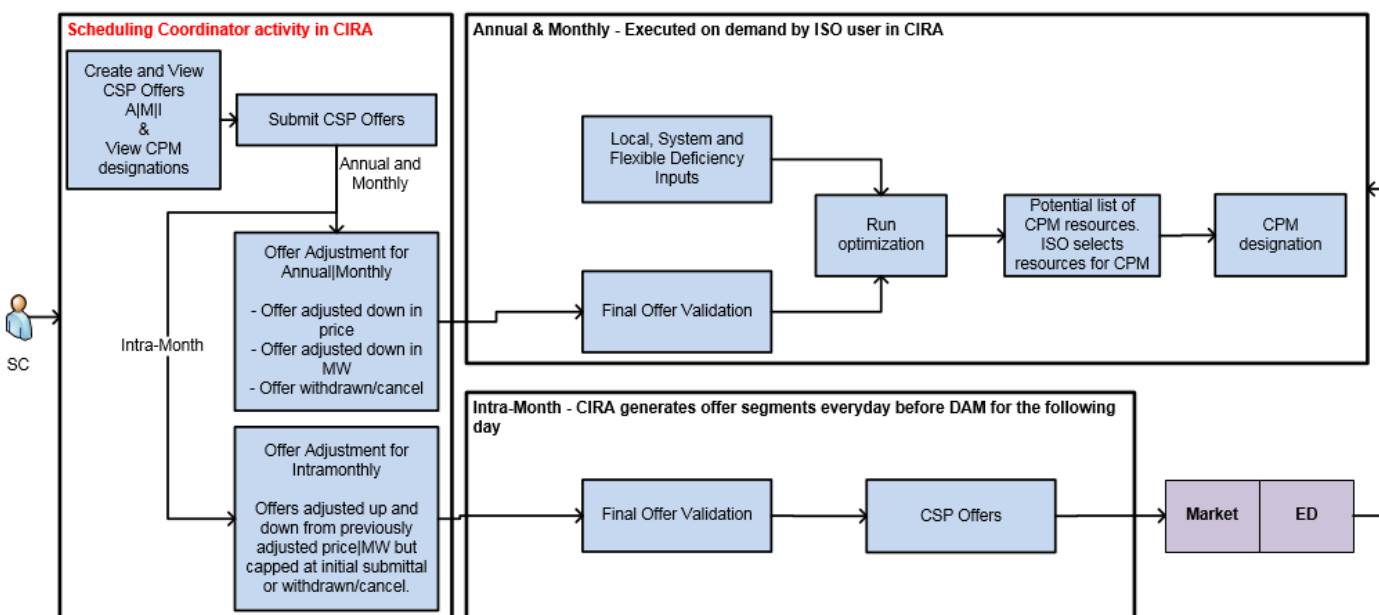 Scheduling Coordinator activity in CIRA
Create and View
CSP Offers
A|M|I
&
View CPM
designations
Submit CSP Offers
Annual and
Monthly
Offer Adjustment for
Annual|Monthly
- Offer adjusted down in
price
- Offer adjusted down in
MW
- Offer withdrawn/cancel
Intra-Month
SC
Offer Adjustment for
Intramonthly
Offers adjusted up and
down from previously
adjusted price|MW but
capped at initial submittal
or withdrawn/cancel.
Annual & Monthly - Executed on demand by ISO user in CIRA
Local, System and
Flexible Deficiency
Inputs
Final Offer Validation
Run
optimization
Potential list of
CPM resources.
ISO selects
resources for CPM
CPM
designation
Intra-Month - CIRA generates offer segments everyday before DAM for the following
day
Final Offer Validation
CSP Offers
Market
ED